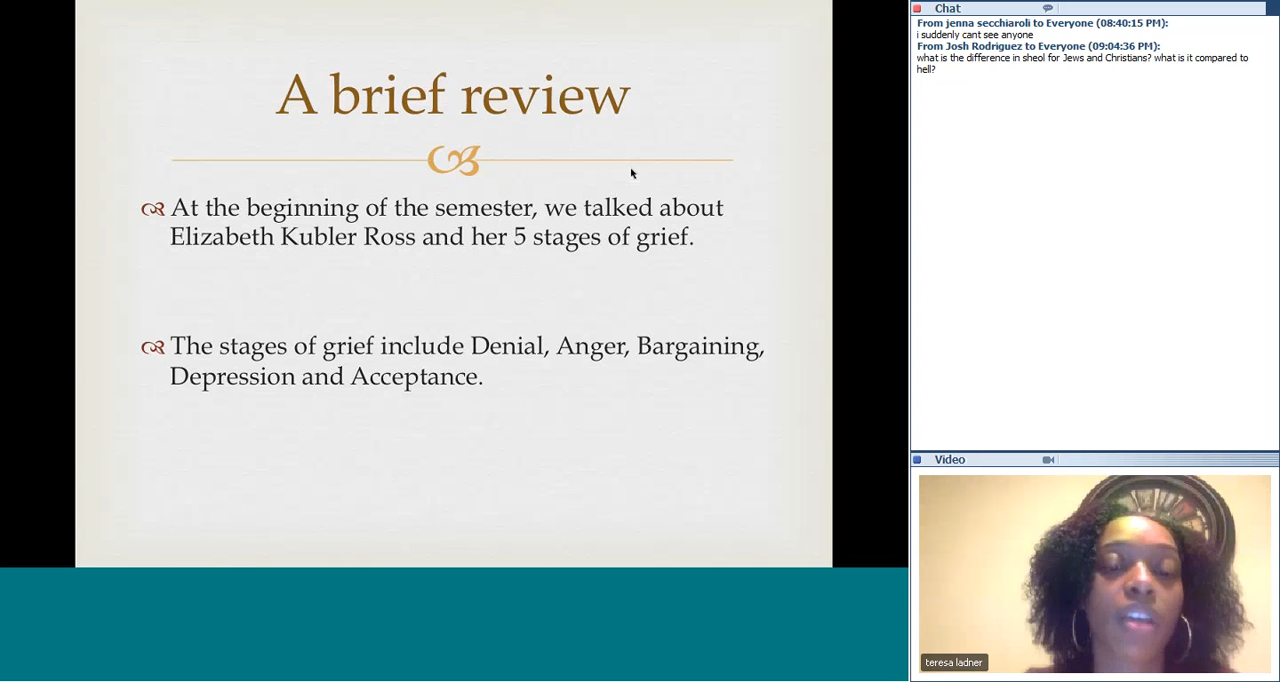 A brief review
At the beginning of the semester, we talked about
Elizabeth Kubler Ross and her 5 stages of grief.
The stages of grief include Denial, Anger, Bargaining,
Depression and Acceptance.
Chat
From jenna secchiaroli to Everyone (08:40:15 PM):
i suddenly cant see anyone
From Josh Rodriguez to Everyone (09:04:36 PM):
what is the difference in sheol for Jews and Christians? what is it compared to
hell?
Video
teresa ladner